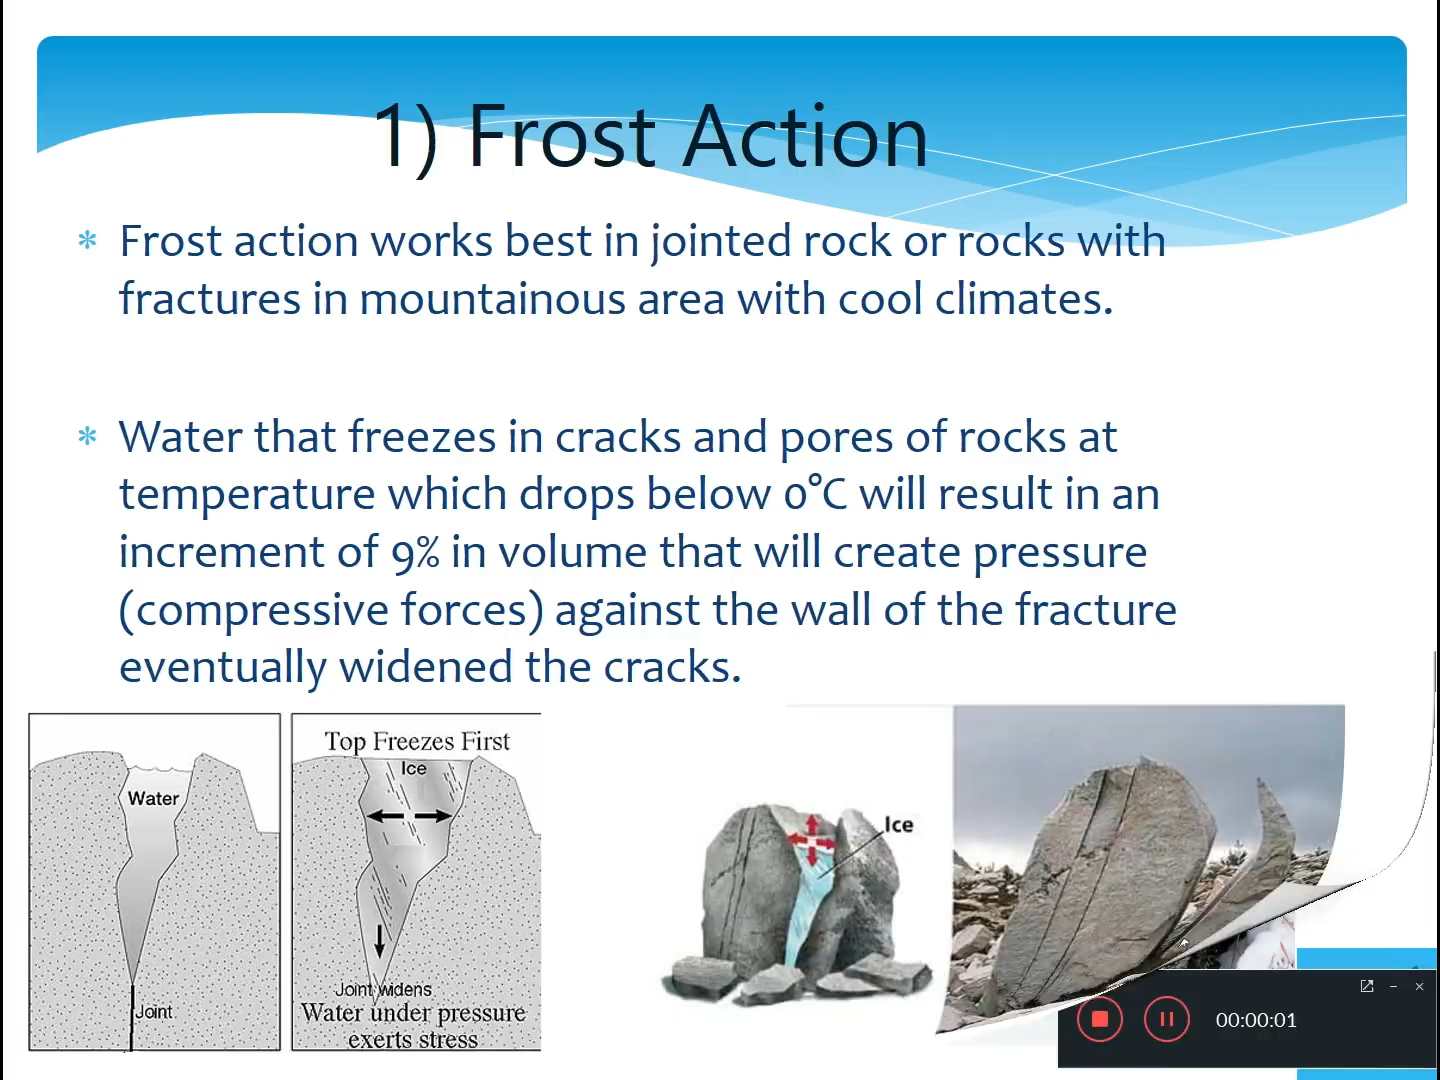 1) Frost Action
* Frost action works best in jointed rock or rocks with
fractures in mountainous area with cool climates.
* Water that freezes in cracks and pores of rocks at
temperature which drops below 0°C will result in an
increment of 9% in volume that will create pressure
(compressive forces) against the wall of the fracture
eventually widened the cracks.
Water
Joint
Top Freezes First
Ice
Joint widens
Water under pressure
exerts stress
Ice
00:00:01